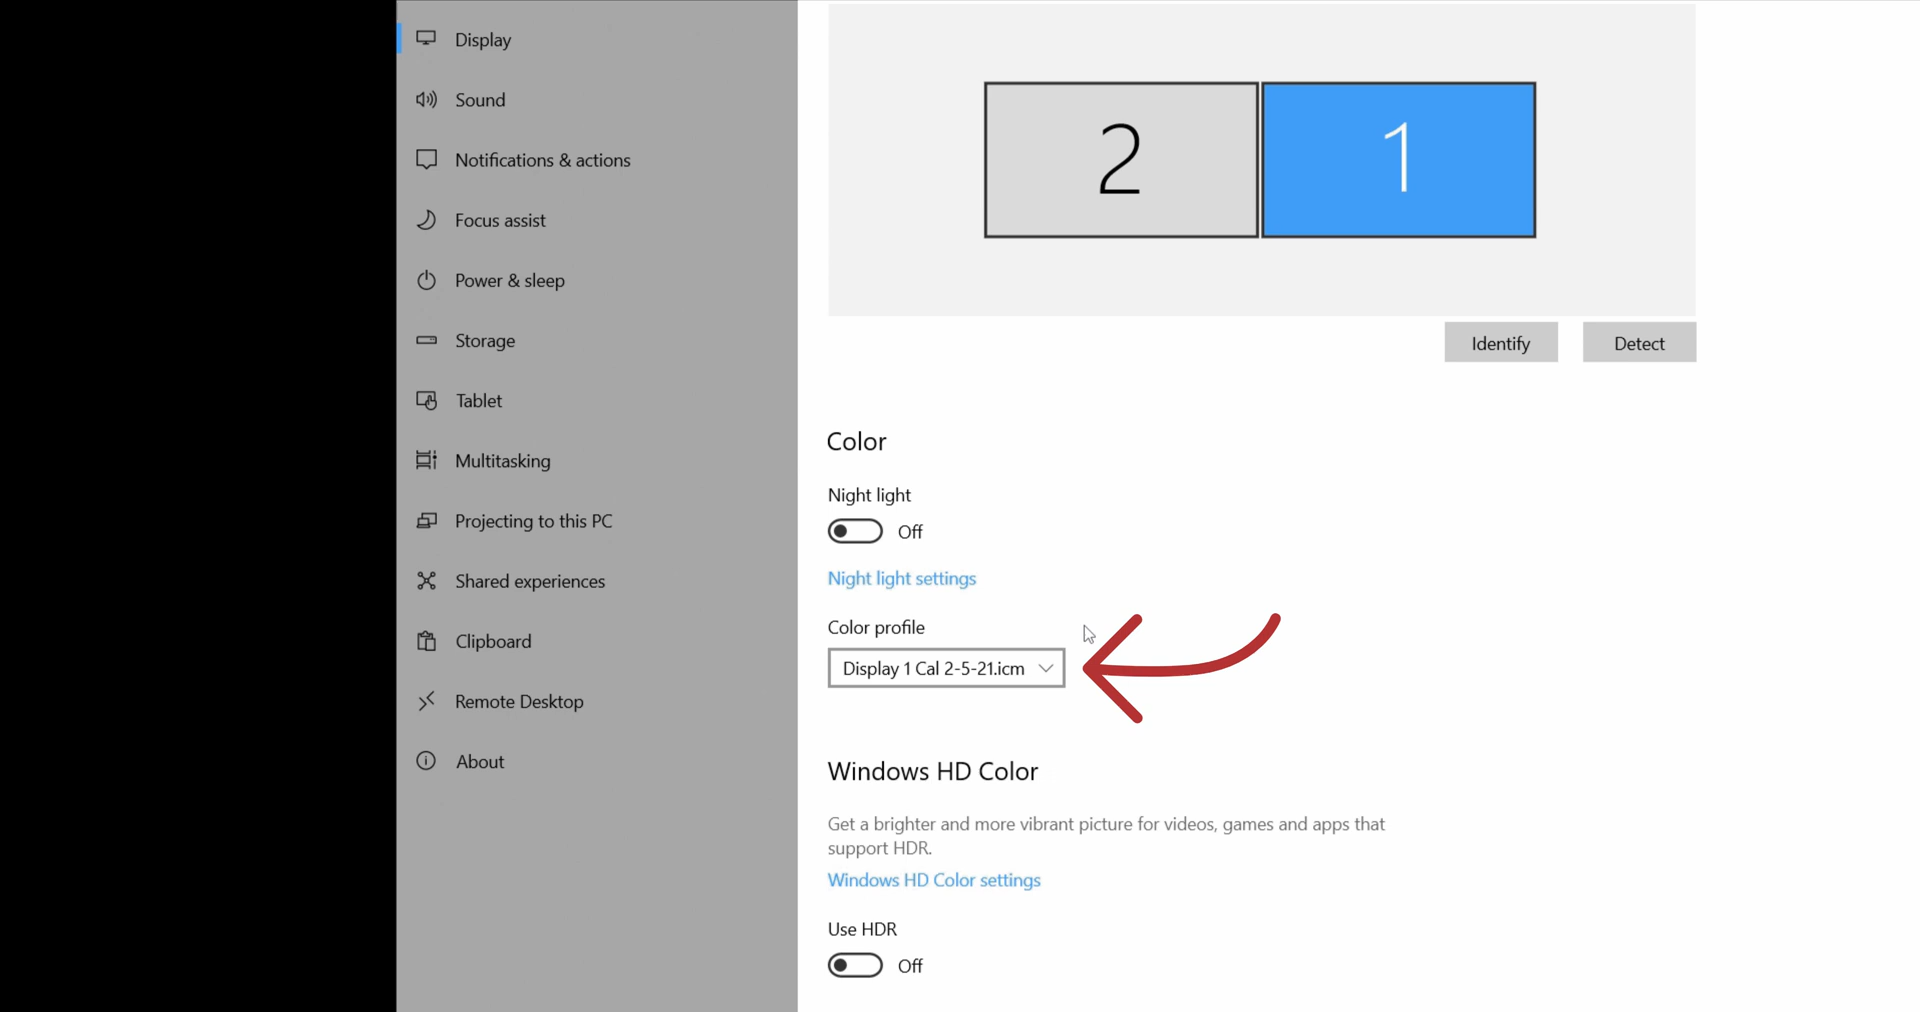 Display
Sound
Notifications & actions
Focus assist
Power & sleep
Storage
Tablet
Multitasking
Projecting to this PC
Shared experiences
Clipboard
Remote Desktop
About
2
1
Identify
Detect
Color
Night light
Off
Night light settings
Color profile
Display 1 Cal 2-5-21.icm
Windows HD Color
Get a brighter and more vibrant picture for videos, games and apps that
support HDR.
Windows HD Color settings
Use HDR
Off